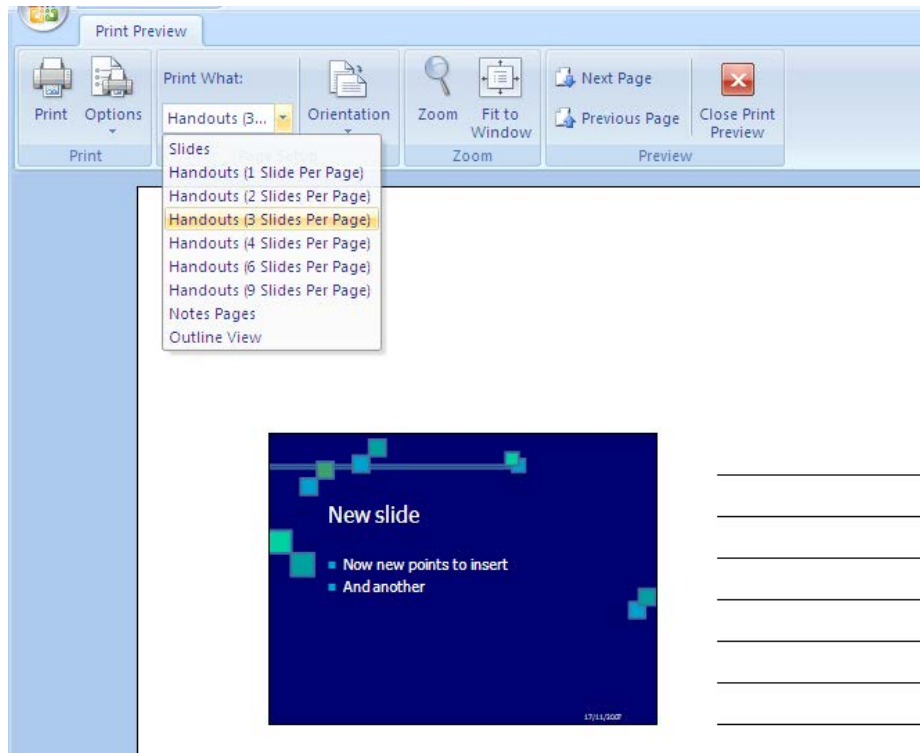 Print Preview
Print
Options
Print What:
Handouts (3...
Orientation
Zoom
Fit to
Window
Next Page
Previous Page
Close Print
Preview
Print
Zoom
Preview
Slides
Handouts (1 Slide Per Page)
Handouts (2 Slides Per Page)
Handouts (3 Slides Per Page)
Handouts (4 Slides Per Page)
Handouts (6 Slides Per Page)
Handouts (9 Slides Per Page)
Notes Pages
Outline View
New slide
Now new points to insert
And another
17/11/2007